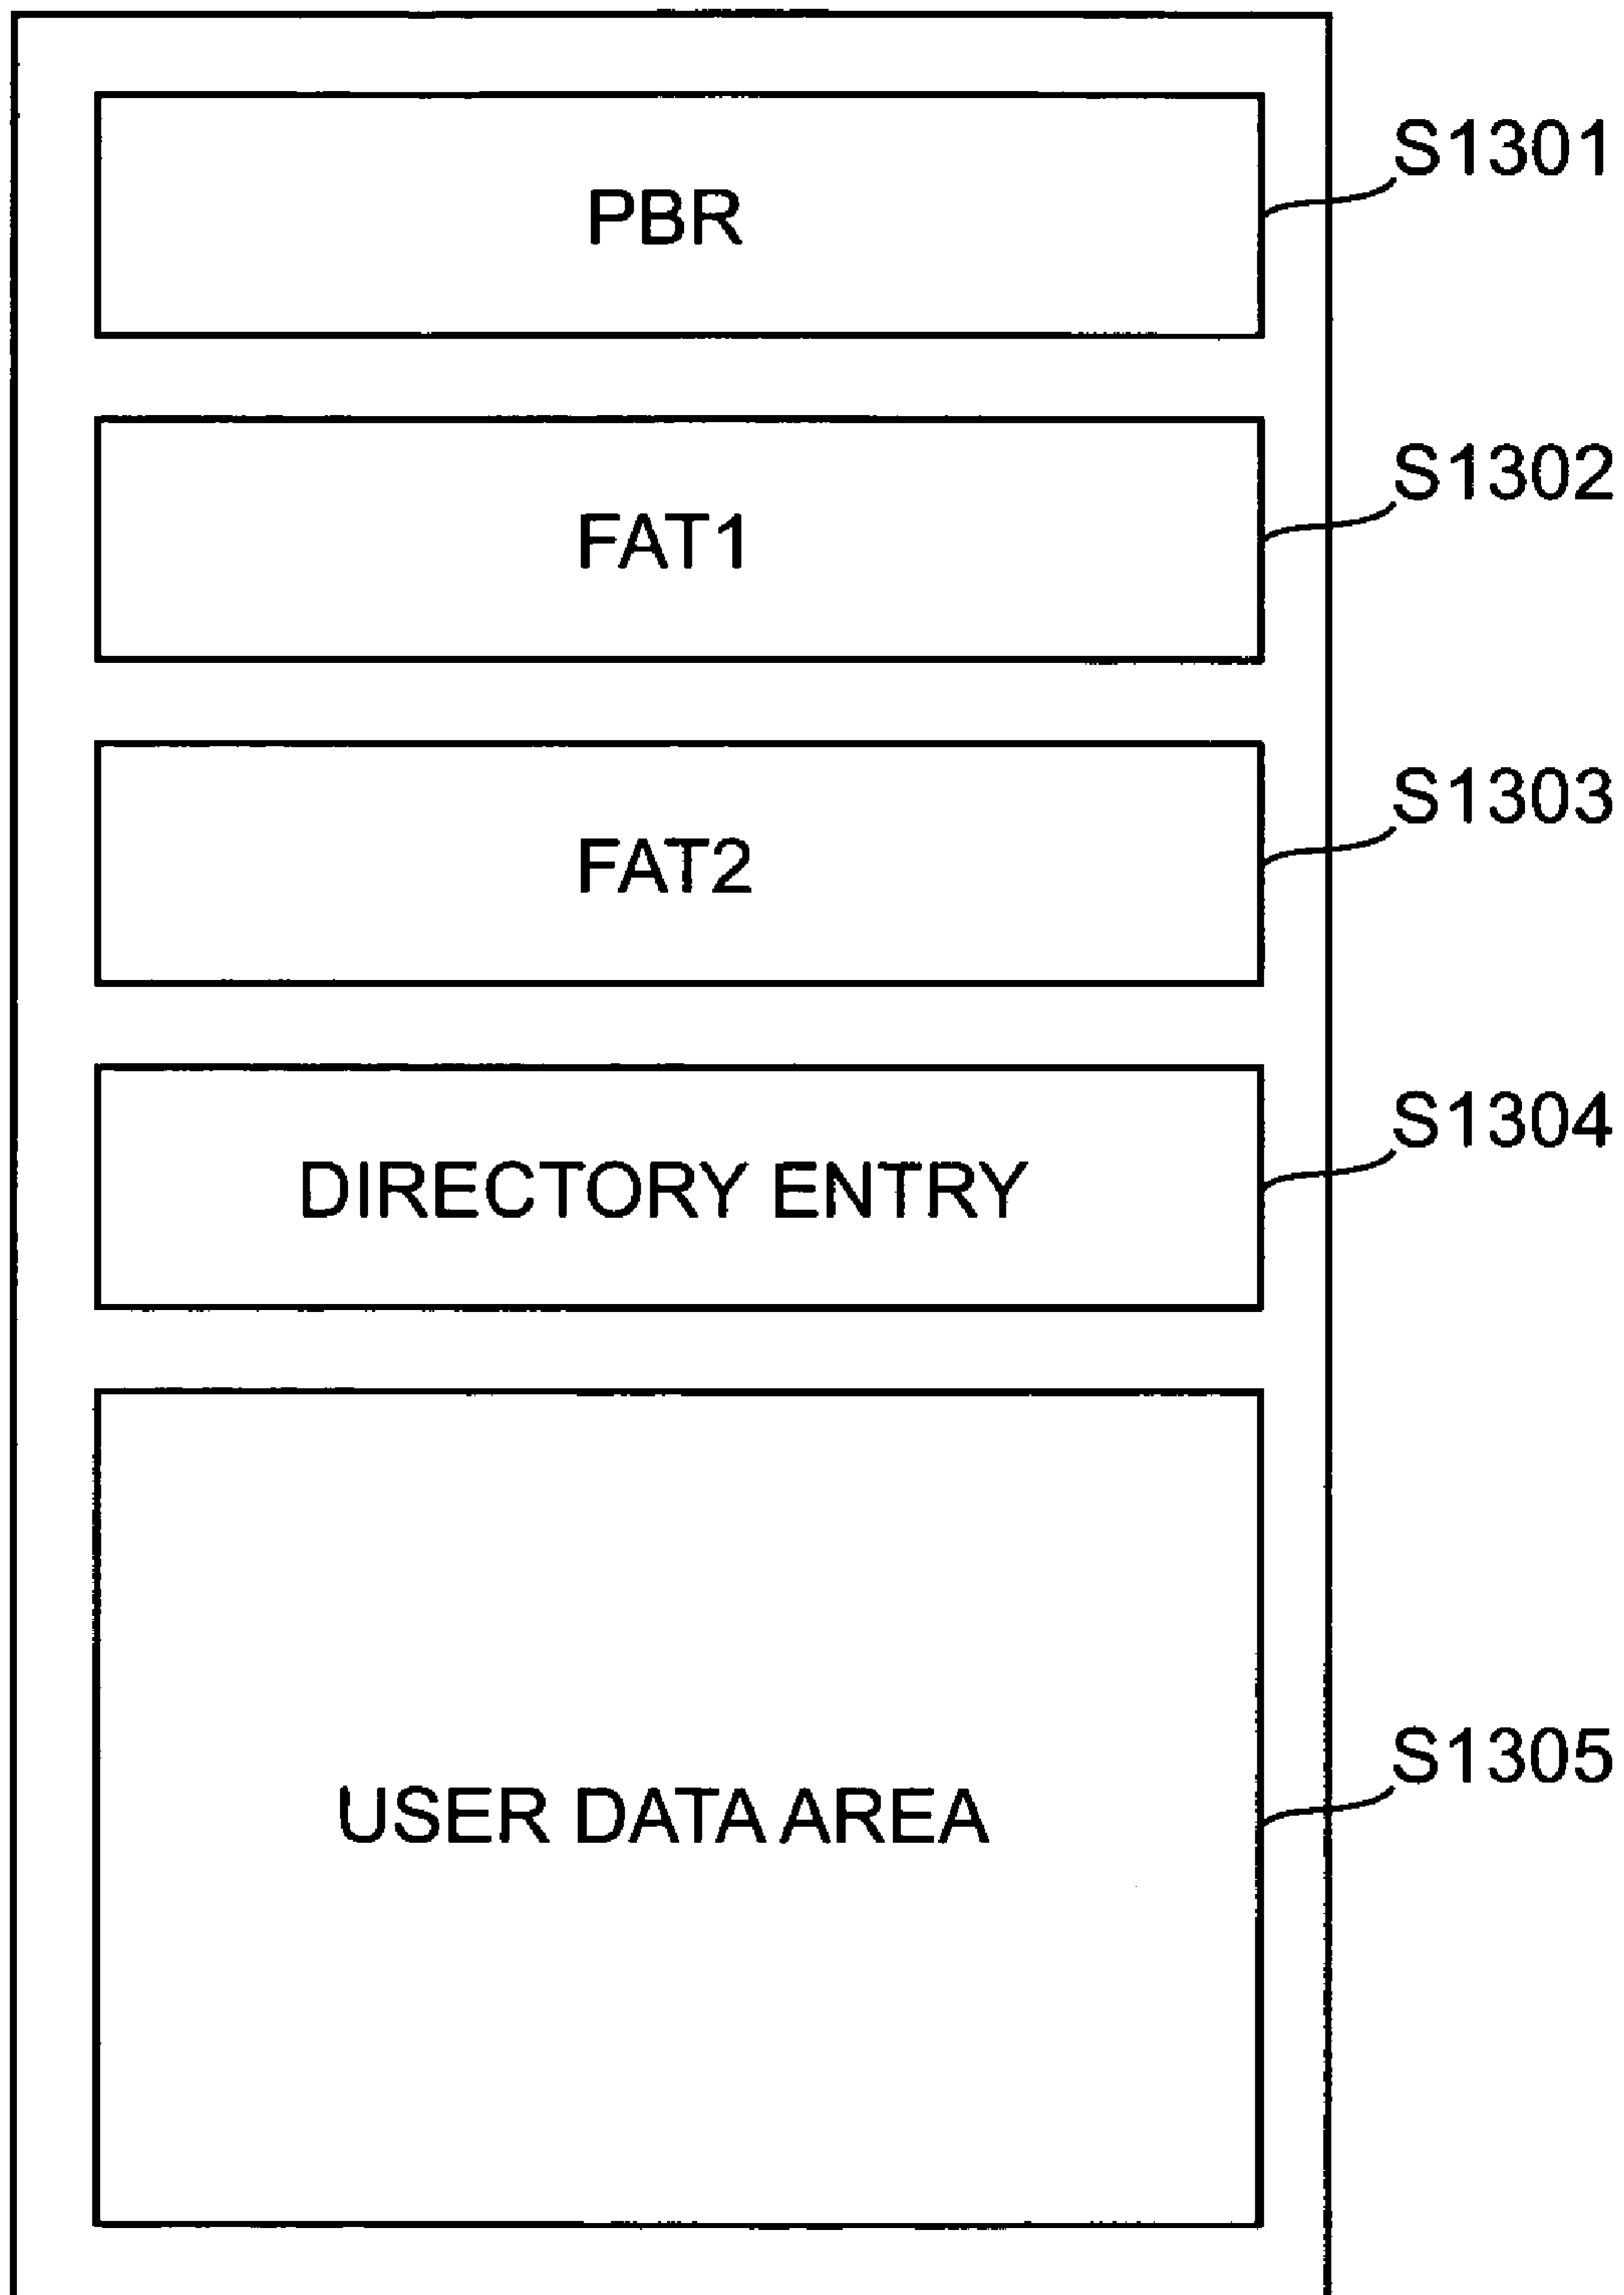 PBR
S1301
FAT1
S1302
FAT2
S1303
DIRECTORY ENTRY
S1304
USER DATA AREA
S1305